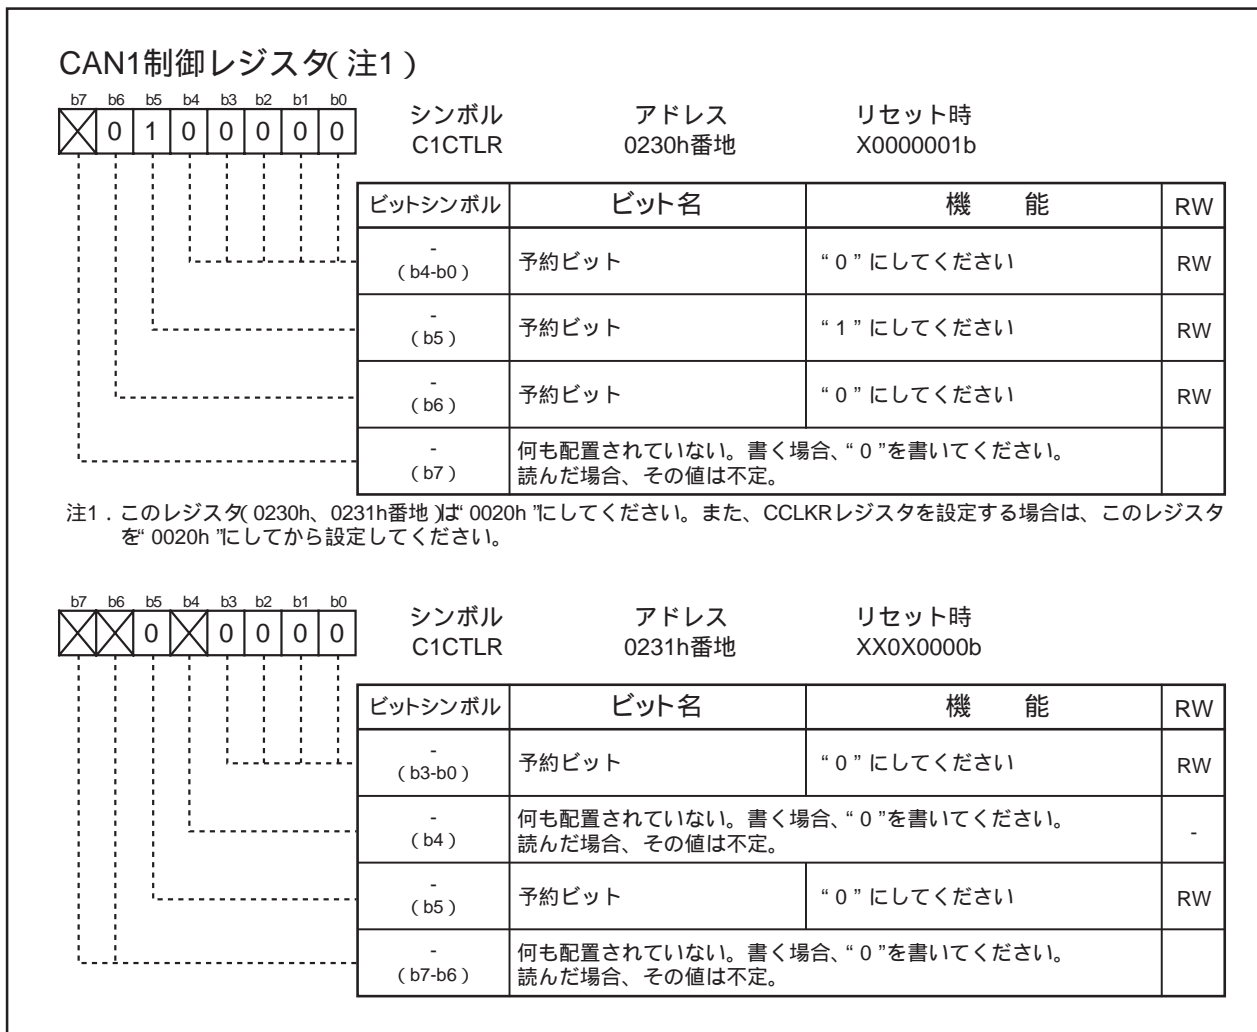 CAN1制御レジスタ(注1)
b7 b6 b5 b4 b3 b2 b1 b0
0 1 0 0 0 0 0
シンボル アドレス リセット時
C1CTLR 0230h番地 X0000001b
ビットシンボル ビット名 機 能 RW
-
(b4-b0) 予約ビット “0”にしてください RW
-
(b5) 予約ビット “1”にしてください RW
-
(b6) 予約ビット “0”にしてください RW
-
(b7)
何も配置されていない。書く場合、“0”を書いてください。
読んだ場合、その値は不定。
注1.このレジスタ(0230h、0231h番地)は“0020h”にしてください。また、CCLKRレジスタを設定する場合は、このレジスタ
を“0020h”にしてから設定してください。
b7 b6 b5 b4 b3 b2 b1 b0
0 0 0 0 0
シンボル アドレス リセット時
C1CTLR 0231h番地 XX0X0000b
ビットシンボル ビット名 機 能 RW
-
(b3-b0) 予約ビット “0”にしてください RW
-
(b4)
何も配置されていない。書く場合、“0”を書いてください。
読んだ場合、その値は不定。
-
-
(b5) 予約ビット “0”にしてください RW
-
(b7-b6)
何も配置されていない。書く場合、“0”を書いてください。
読んだ場合、その値は不定。